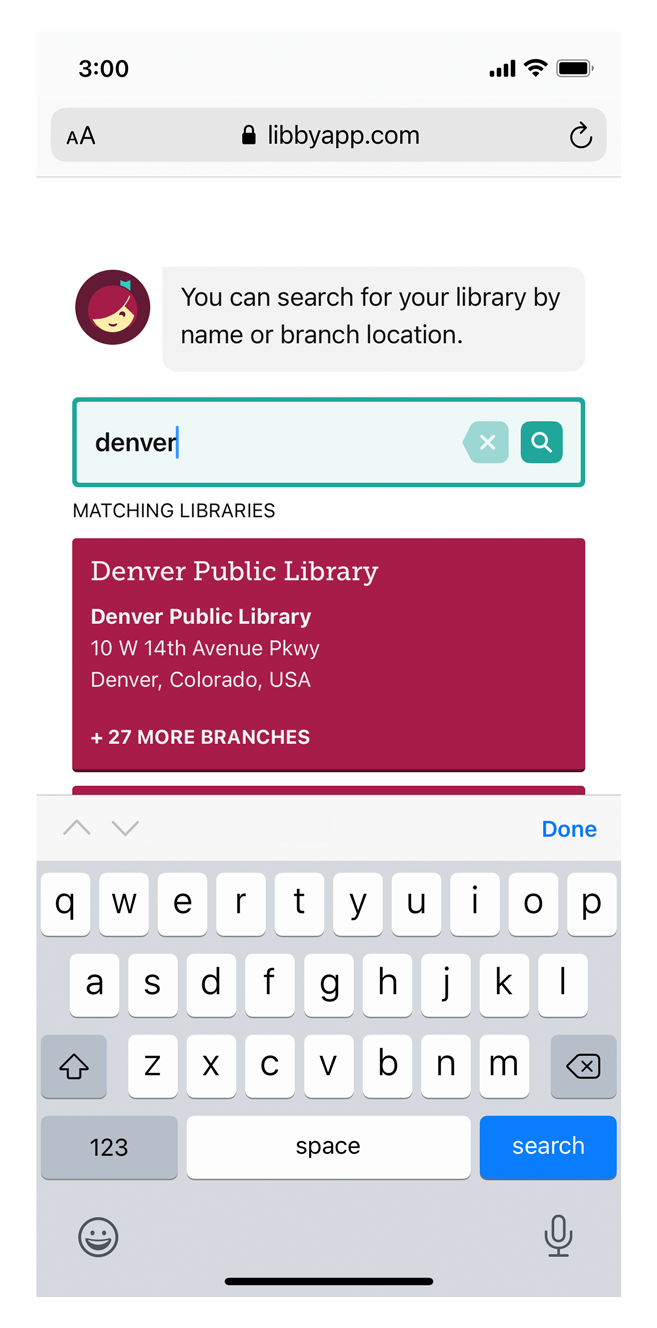 3:00
AA libbyapp.com
You can search for your library by
name or branch location.
denver
MATCHING LIBRARIES
Denver Public Library
Denver Public Library
10 W 14th Avenue Pkwy
Denver, Colorado, USA
+ 27 MORE BRANCHES
Done
q w e r t y u i o p
a s d f g h j k l
z x c v b n m
123 space search